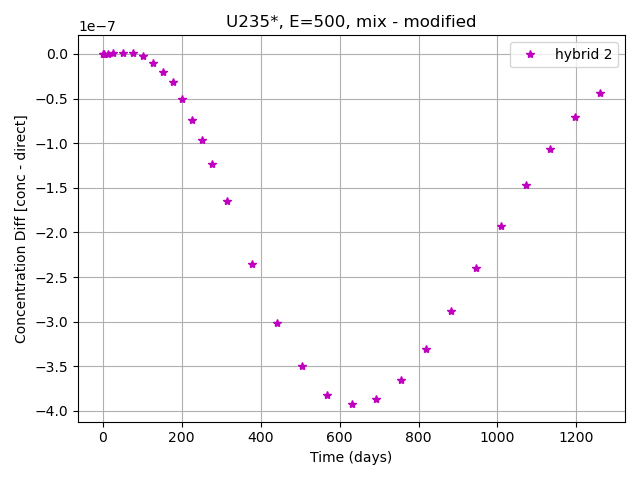 U235*, E=500, mix - modified
1e−7
hybrid 2
0.0
−0.5
−1.0
−1.5
−2.0
−2.5
−3.0
−3.5
−4.0
Concentration Diff [conc - direct]
0 200 400 600 800 1000 1200
Time (days)